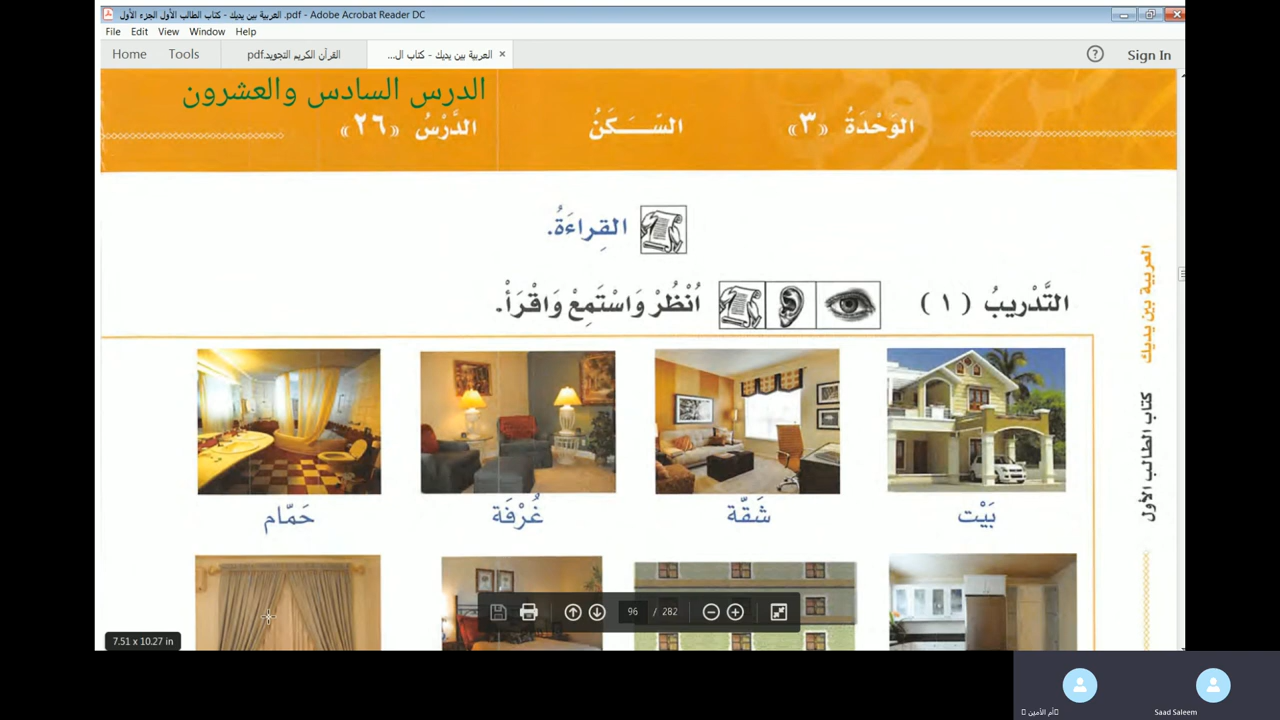 العربية بين يديك - كتاب الطالب الأول الجزء الأول.pdf - Adobe Acrobat Reader DC
File Edit View Window Help
Home Tools
القرآن الكريم التجويد.pdf
العربية بين يديك - كتاب ال...
Sign In
الدرس السادس والعشرون
الوَحْدَةُ «٣» السَّـــكَنُ الدَّرْسُ «٢٦»
القِراءَةُ.
التَّدْرِيبُ (١) اُنْظُرْ وَاسْتَمِعْ وَاقْرَأْ.
بَيْت شَقّة غُرْفَة حَمّام
العربية بين يديك
كتاب الطالب الأول
96 / 282
7.51 x 10.27 in
أم الأمين
Saad Saleem